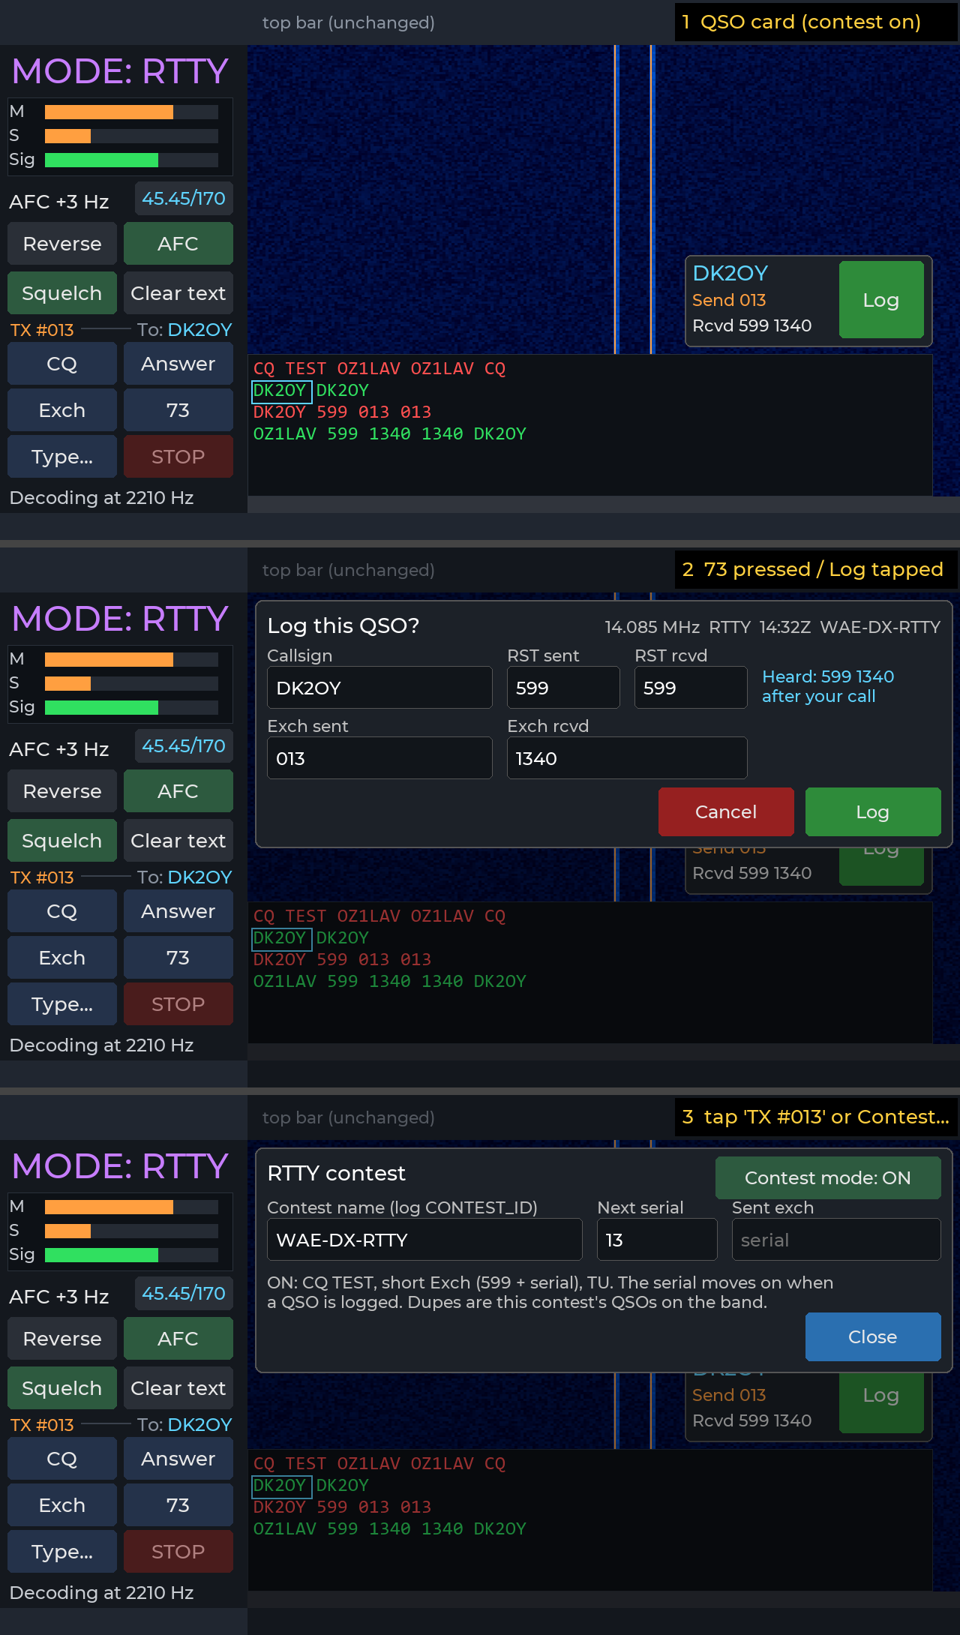 top bar (unchanged)
1 QSO card (contest on)
MODE: RTTY
M
S
Sig
AFC +3 Hz
45.45/170
Reverse
AFC
Squelch
Clear text
TX #013
To: DK2OY
CQ
Answer
Exch
73
Type...
STOP
Decoding at 2210 Hz
DK2OY
Send 013
Rcvd 599 1340
Log
CQ TEST OZ1LAV OZ1LAV CQ
DK2OY DK2OY
DK2OY 599 013 013
OZ1LAV 599 1340 1340 DK2OY
top bar (unchanged)
2 73 pressed / Log tapped
MODE: RTTY
M
S
Sig
AFC +3 Hz
45.45/170
Reverse
AFC
Squelch
Clear text
TX #013
To: DK2OY
CQ
Answer
Exch
73
Type...
STOP
Decoding at 2210 Hz
Log this QSO?
14.085 MHz RTTY 14:32Z WAE-DX-RTTY
Callsign
RST sent
RST rcvd
DK2OY
599
599
Heard: 599 1340
after your call
Exch sent
Exch rcvd
013
1340
Cancel
Log
Send 013
Rcvd 599 1340
Log
CQ TEST OZ1LAV OZ1LAV CQ
DK2OY DK2OY
DK2OY 599 013 013
OZ1LAV 599 1340 1340 DK2OY
top bar (unchanged)
3 tap 'TX #013' or Contest...
MODE: RTTY
M
S
Sig
AFC +3 Hz
45.45/170
Reverse
AFC
Squelch
Clear text
TX #013
To: DK2OY
CQ
Answer
Exch
73
Type...
STOP
Decoding at 2210 Hz
RTTY contest
Contest mode: ON
Contest name (log CONTEST_ID)
Next serial
Sent exch
WAE-DX-RTTY
13
serial
ON: CQ TEST, short Exch (599 + serial), TU. The serial moves on when
a QSO is logged. Dupes are this contest's QSOs on the band.
Close
DK2OY
Send 013
Rcvd 599 1340
Log
CQ TEST OZ1LAV OZ1LAV CQ
DK2OY DK2OY
DK2OY 599 013 013
OZ1LAV 599 1340 1340 DK2OY